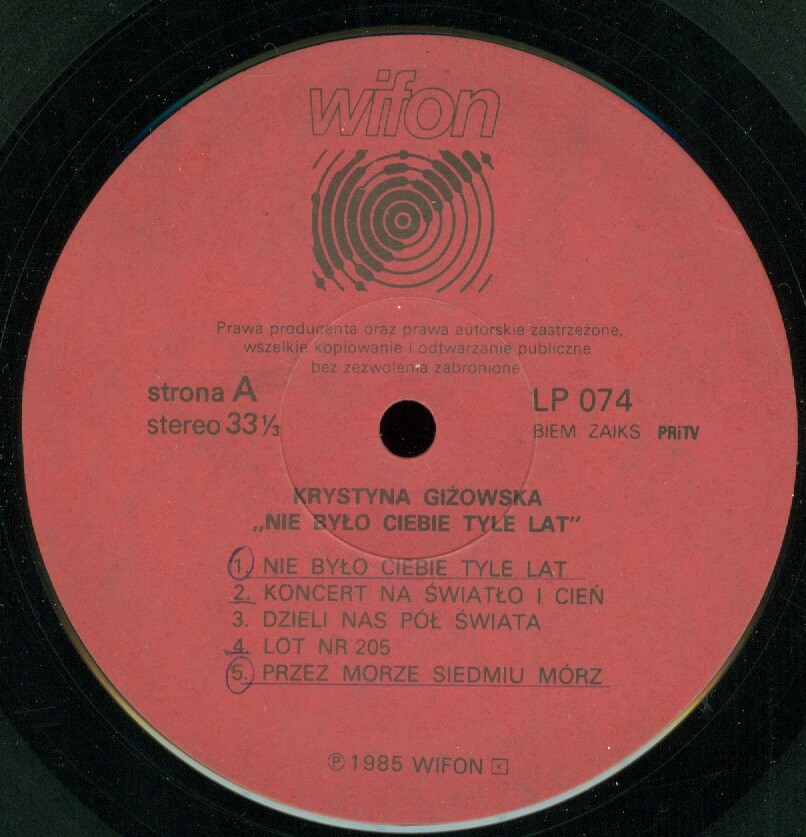 wifon
Prawa producenta oraz prawa autorskie zastrzeżone,
wszelkie kopiowanie i odtwarzanie publiczne
bez zezwolenia zabronione
strona A
stereo 33⅓
LP 074
BIEM ZAIKS PRiTV
KRYSTYNA GIŻOWSKA
„NIE BYŁO CIEBIE TYLE LAT”
1. NIE BYŁO CIEBIE TYLE LAT
2. KONCERT NA ŚWIATŁO I CIEŃ
3. DZIELI NAS PÓŁ ŚWIATA
4. LOT NR 205
5. PRZEZ MORZE SIEDMIU MÓRZ
℗ 1985 WIFON V